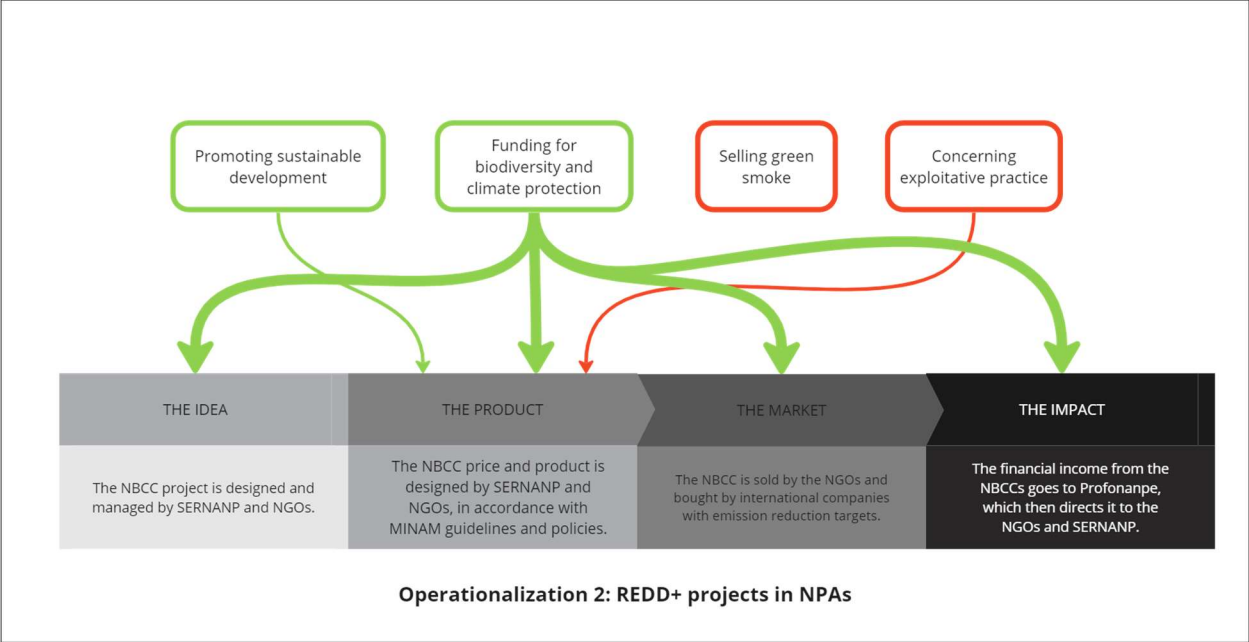 Promoting sustainable
development
Funding for
biodiversity and
climate protection
Selling green
smoke
Concerning
exploitative practice
THE IDEA
THE PRODUCT
THE MARKET
THE IMPACT
The NBCC project is designed and
managed by SERNANP and NGOs.
The NBCC price and product is
designed by SERNANP and
NGOs, in accordance with
MINAM guidelines and policies.
The NBCC is sold by the NGOs and
bought by international companies
with emission reduction targets.
The financial income from the
NBCCs goes to Profonanpe,
which then directs it to the
NGOs and SERNANP.
Operationalization 2: REDD+ projects in NPAs